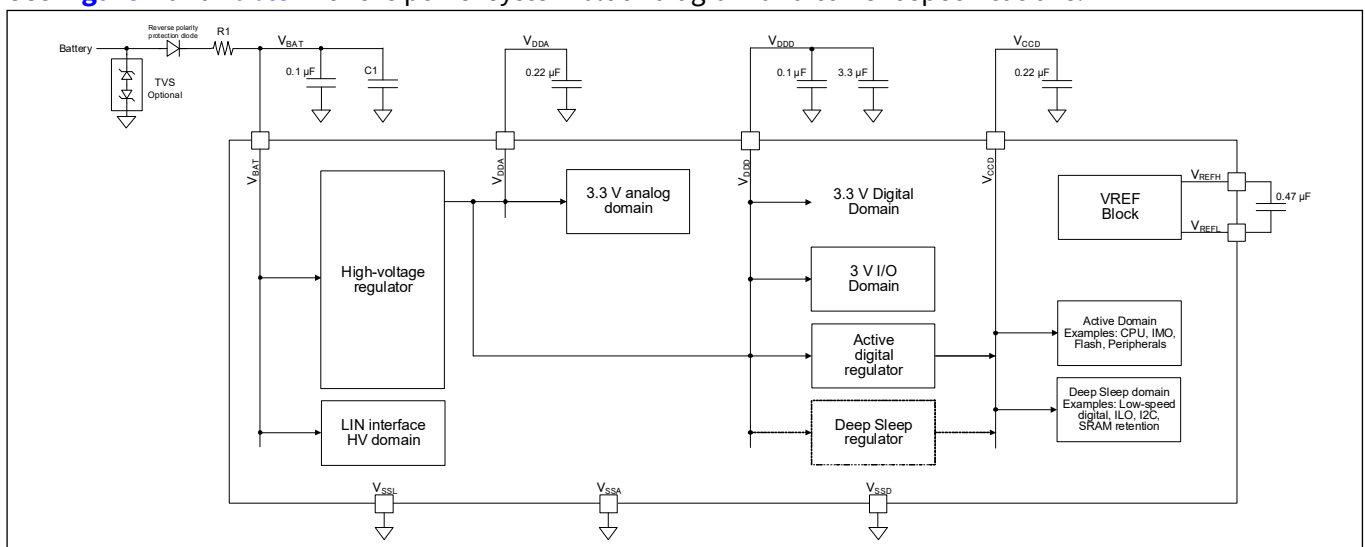 Reverse polarity
protection diode
R1
Battery
VBAT
VDDA
VDDD
VCCD
TVS
Optional
0.1 µF
C1
0.22 µF
0.1 µF
3.3 µF
0.22 µF
VBAT
VDDA
VDDD
VCCD
High-voltage
regulator
LIN interface
HV domain
3.3 V analog
domain
3.3 V Digital
Domain
3 V I/O
Domain
Active
digital
regulator
Deep Sleep
regulator
VREF
Block
VREFH
VREFL
0.47 µF
Active Domain
Examples: CPU, IMO,
Flash, Peripherals
Deep Sleep domain
Examples: Low-speed
digital, ILO, I2C,
SRAM retention
VSSL
VSSA
VSSD